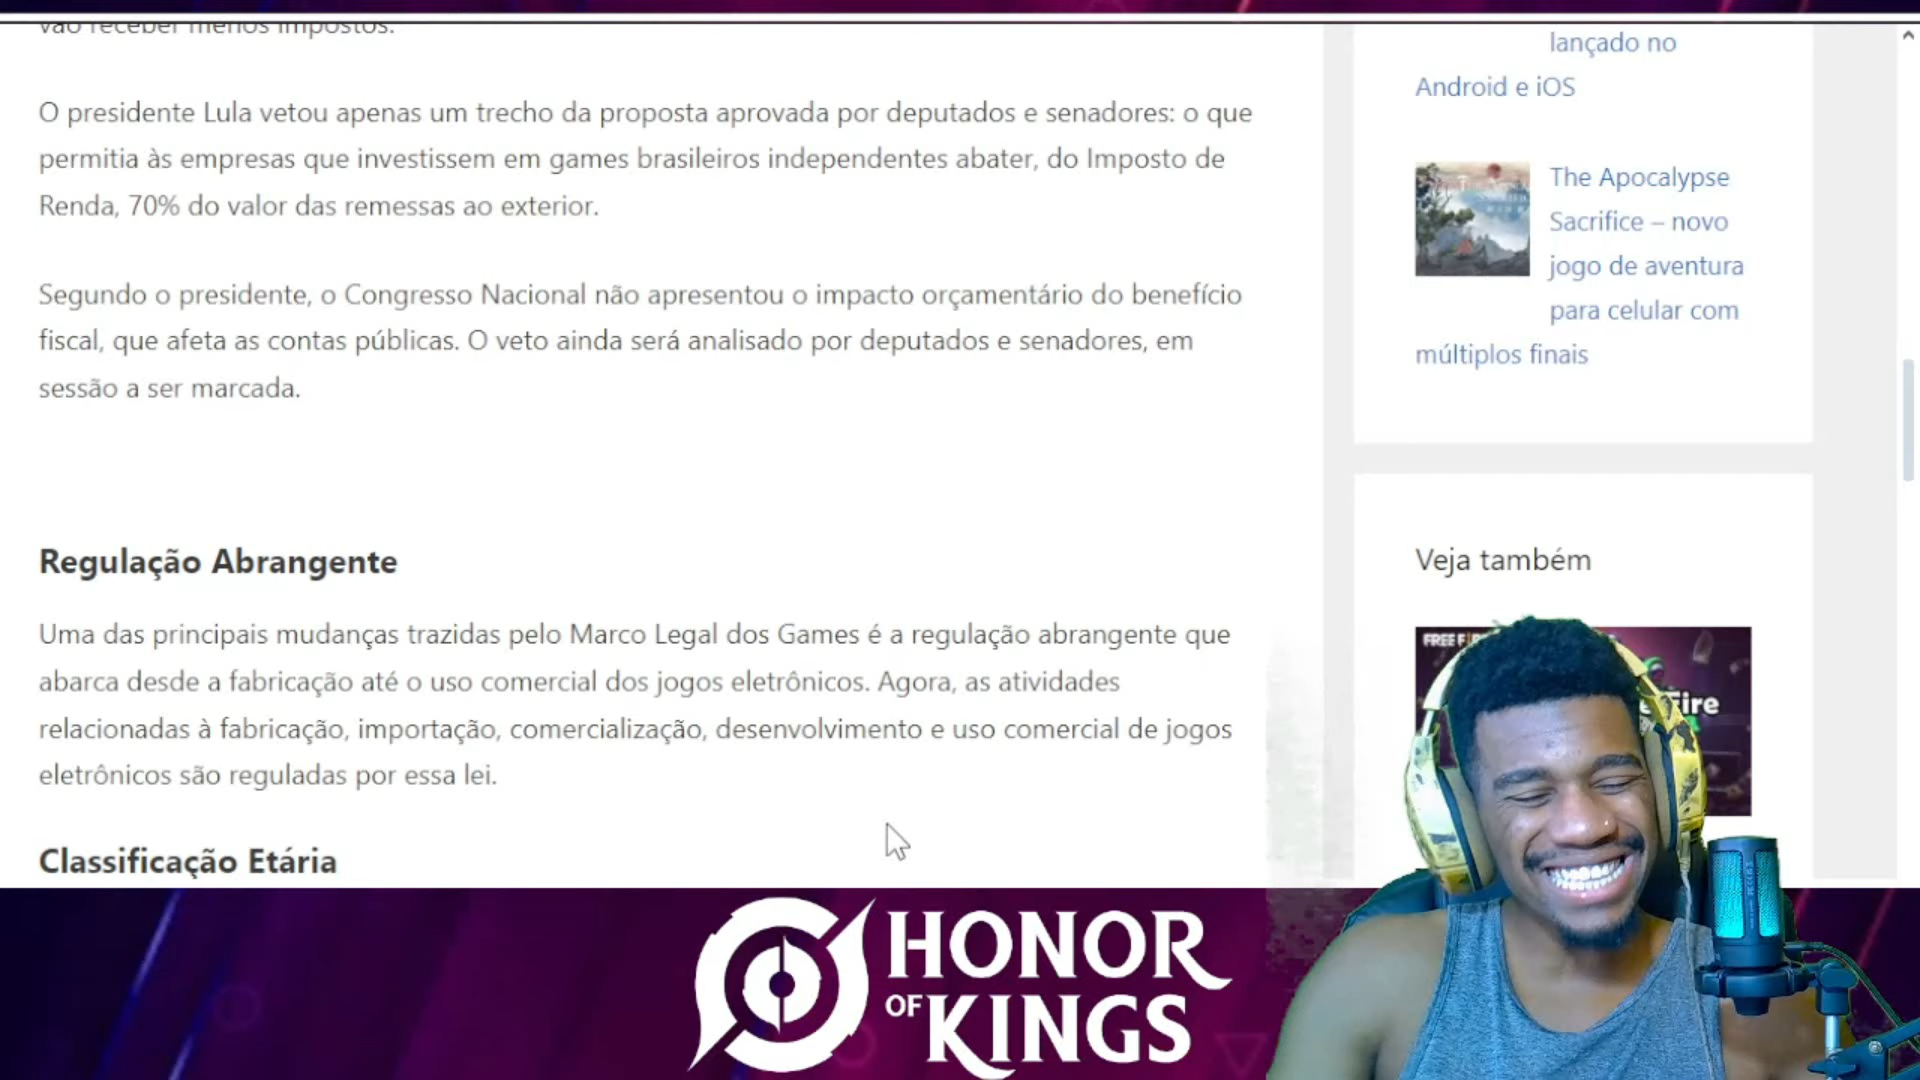 vão receber menos impostos.
O presidente Lula vetou apenas um trecho da proposta aprovada por deputados e senadores: o que
permitia às empresas que investissem em games brasileiros independentes abater, do Imposto de
Renda, 70% do valor das remessas ao exterior.
Segundo o presidente, o Congresso Nacional não apresentou o impacto orçamentário do benefício
fiscal, que afeta as contas públicas. O veto ainda será analisado por deputados e senadores, em
sessão a ser marcada.
Regulação Abrangente
Uma das principais mudanças trazidas pelo Marco Legal dos Games é a regulação abrangente que
abarca desde a fabricação até o uso comercial dos jogos eletrônicos. Agora, as atividades
relacionadas à fabricação, importação, comercialização, desenvolvimento e uso comercial de jogos
eletrônicos são reguladas por essa lei.
Classificação Etária
lançado no
Android e iOS
The Apocalypse
Sacrifice – novo
jogo de aventura
para celular com
múltiplos finais
Veja também
FREE
HONOR
OF
KINGS